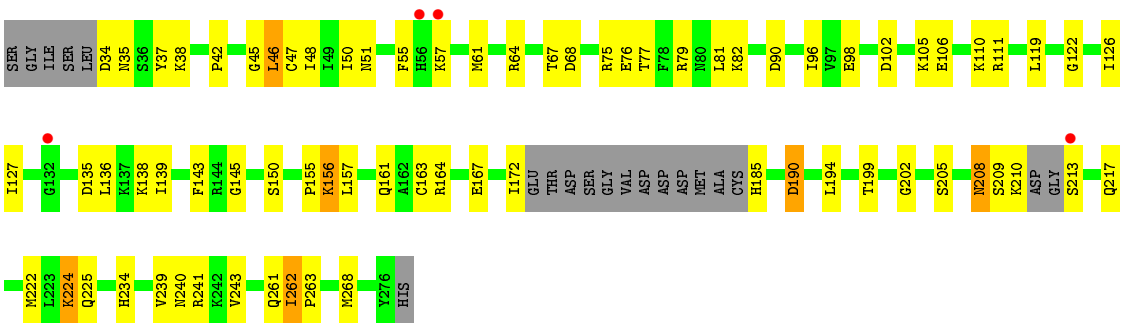 SER GLY ILE SER LEU D34 N35 S36 Y37 K38 P42 G45 L46 C47 I48 I49 I50 N51 F55 H56 K57 M61 R64 T67 D68 R75 E76 T77 F78 R79 N80 L81 K82 D90 I96 V97 E98 D102 K105 E106 K110 R111 L119 G122 I126
I127 G132 D135 L136 K137 K138 I139 F143 R144 G145 S150 P155 K156 L157 Q161 A162 C163 R164 E167 I172 GLU THR ASP SER GLY VAL ASP ASP ASP MET ALA CYS H185 D190 L194 T199 G202 S205 N208 S209 K210 ASP GLY S213 Q217
M222 L223 K224 Q225 H234 V239 N240 R241 K242 V243 Q261 I262 P263 M268 Y276 HIS